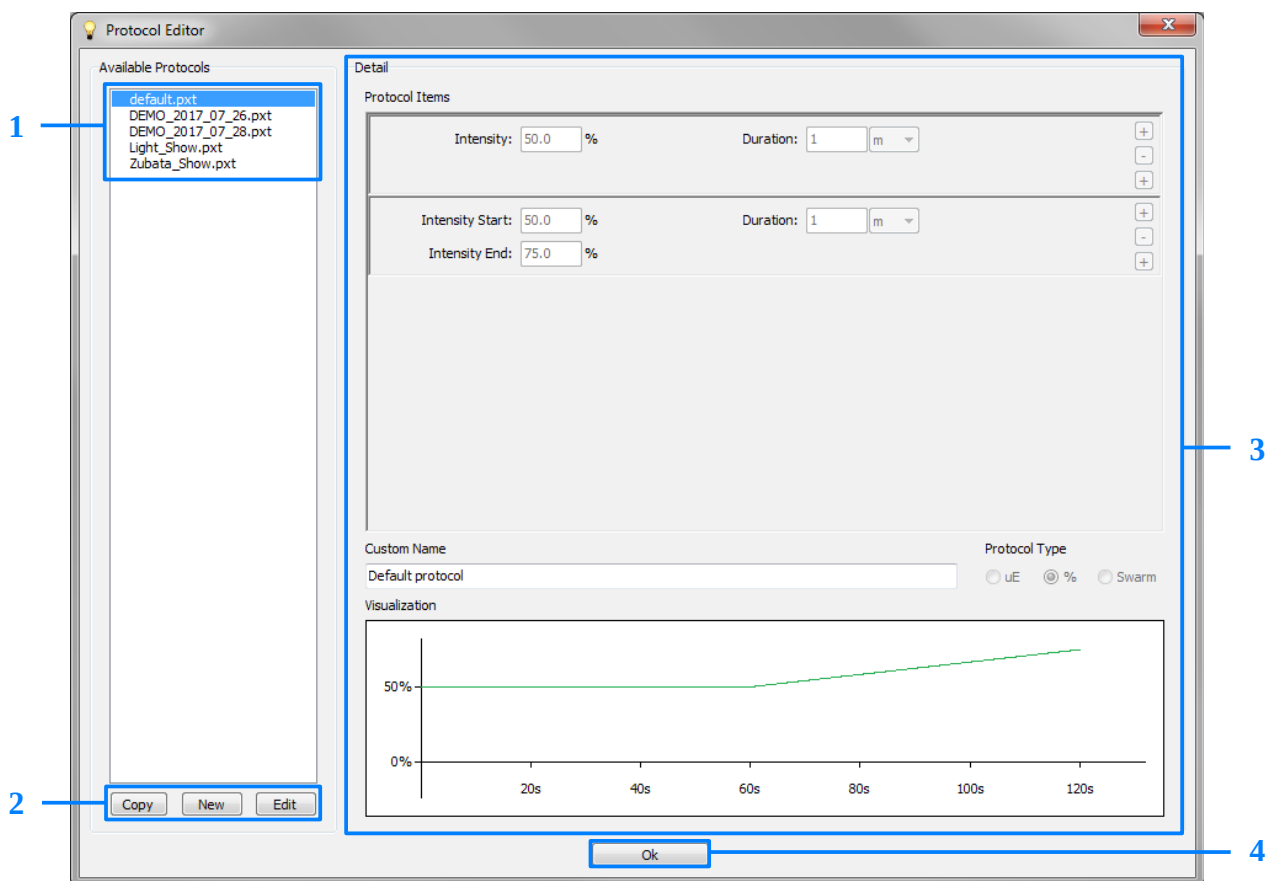 Protocol Editor
Available Protocols
default.pxt
DEMO_2017_07_26.pxt
DEMO_2017_07_28.pxt
Light_Show.pxt
Zubata_Show.pxt
1
Copy New Edit
2
Detail
Protocol Items
Intensity: 50.0 % Duration: 1 m
+
-
+
Intensity Start: 50.0 % Duration: 1 m
Intensity End: 75.0 %
+
-
+
3
Custom Name
Default protocol
Protocol Type
uE % Swarm
Visualization
50%
0%
20s 40s 60s 80s 100s 120s
Ok
4